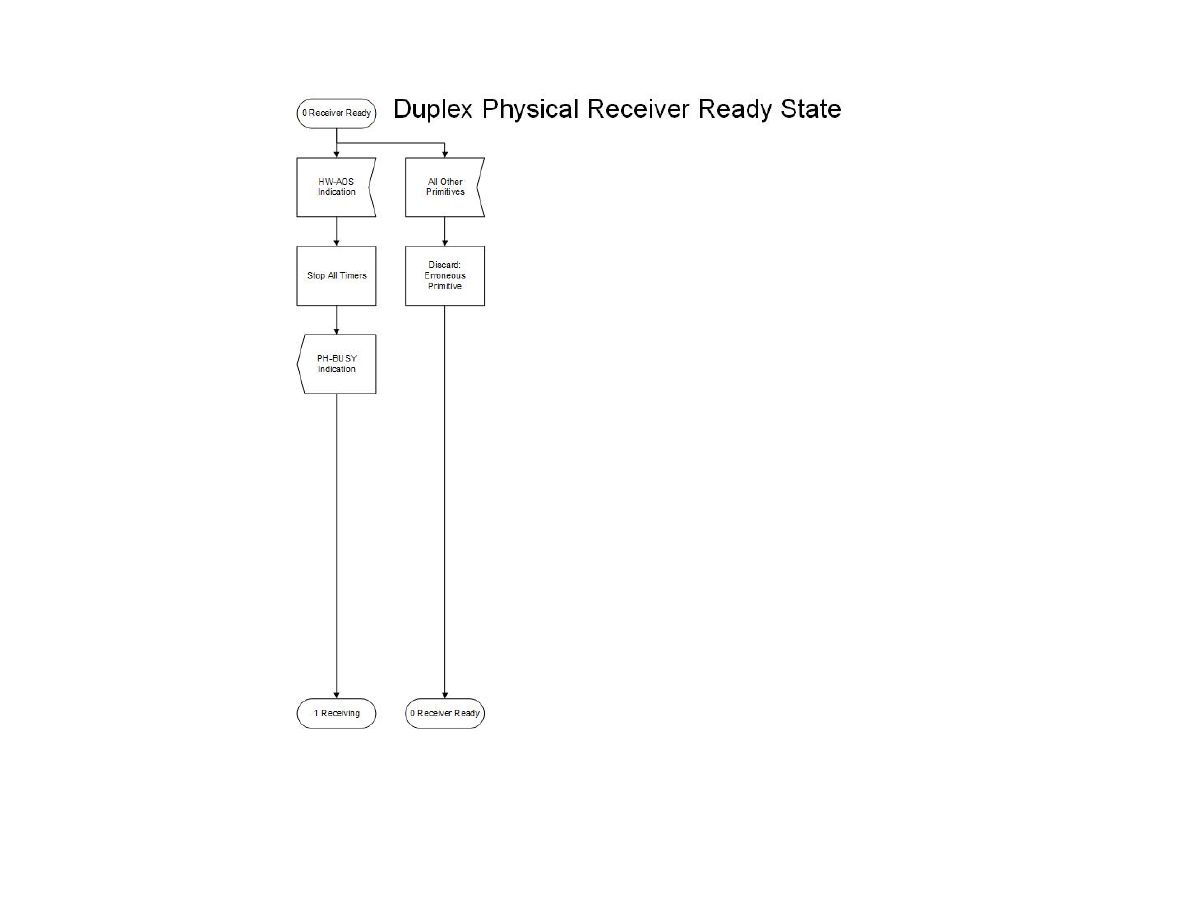 0 Receiver Ready
Duplex Physical Receiver Ready State
HW-AOS
Indication
All Other
Primitives
Stop All Timers
Discard:
Erroneous
Primitive
PH-BUSY
Indication
1 Receiving
0 Receiver Ready